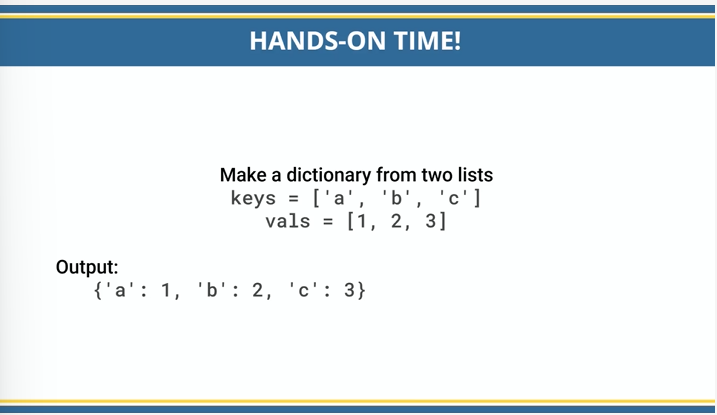 HANDS-ON TIME!
Make a dictionary from two lists
keys = ['a', 'b', 'c']
vals = [1, 2, 3]
Output:
{'a': 1, 'b': 2, 'c': 3}